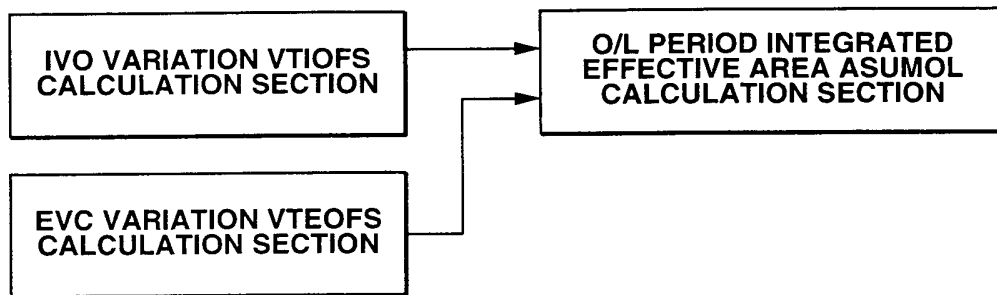 IVO VARIATION VTIOFS
CALCULATION SECTION
O/L PERIOD INTEGRATED
EFFECTIVE AREA ASUMOL
CALCULATION SECTION
EVC VARIATION VTEOFS
CALCULATION SECTION